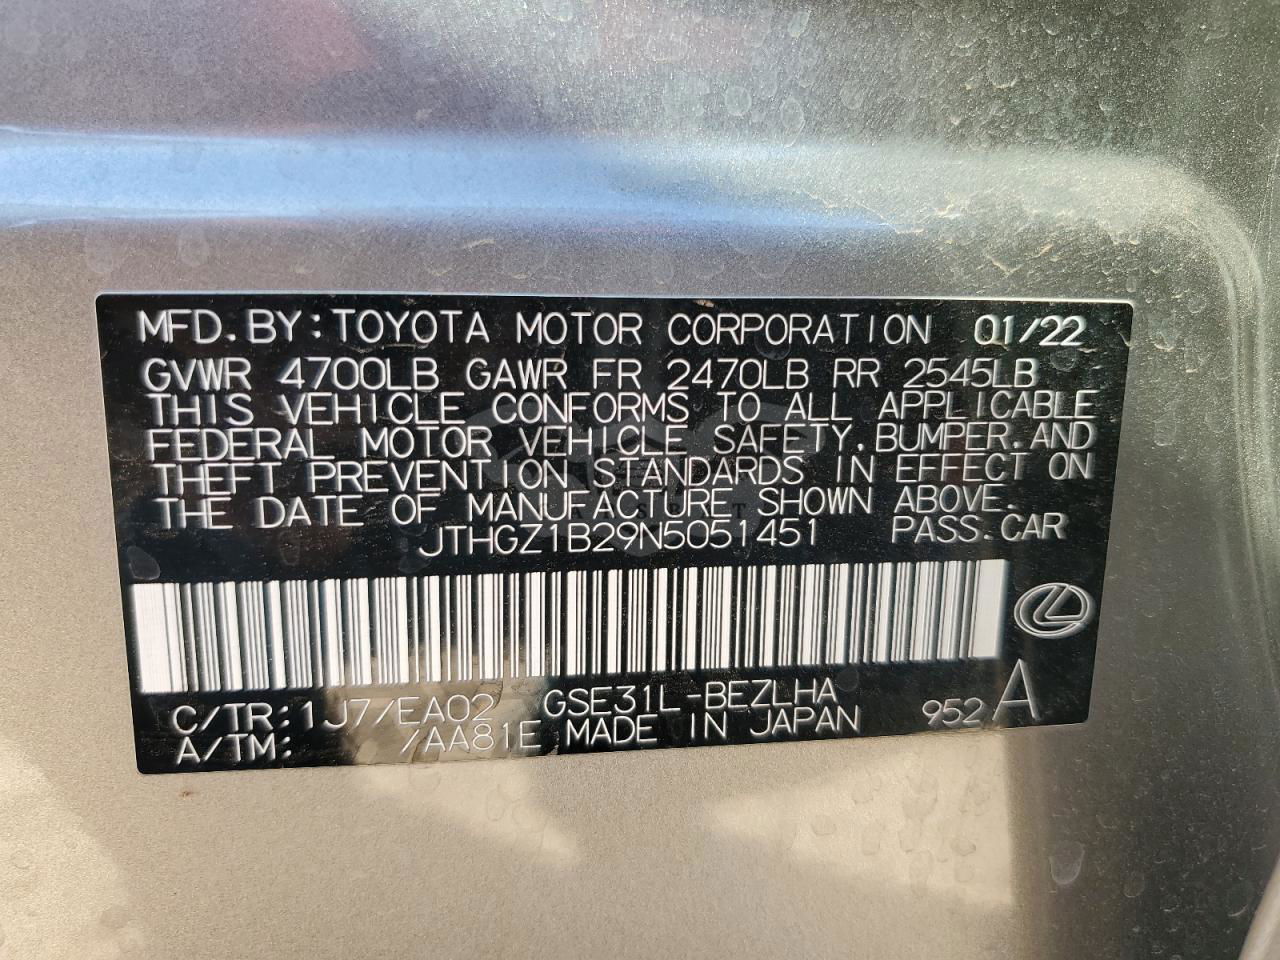 MFD.BY:TOYOTA MOTOR CORPORATION 01/22
GVWR 4700LB GAWR FR 2470LB RR 2545LB
THIS VEHICLE CONFORMS TO ALL APPLICABLE
FEDERAL MOTOR VEHICLE SAFETY.BUMPER.AND
THEFT PREVENTION STANDARDS IN EFFECT ON
THE DATE OF MANUFACTURE SHOWN ABOVE.
JTHGZ1B29N5051451 PASS.CAR
C/TR:1J7/EA02 GSE31L-BEZLHA
A/TM: /AA81E MADE IN JAPAN 952 A